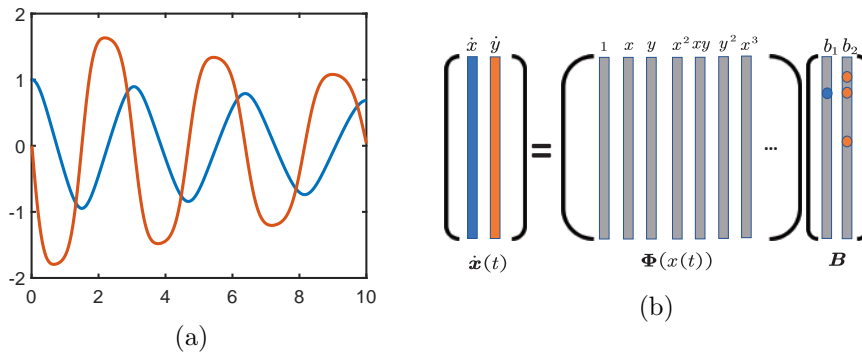 2
1
0
-1
-2
0 2 4 6 8 10
(a)
ẋ ẏ 1 x y x² xy y² x³ b₁ b₂
= ...
ẋ(t) Φ(x(t)) B
(b)